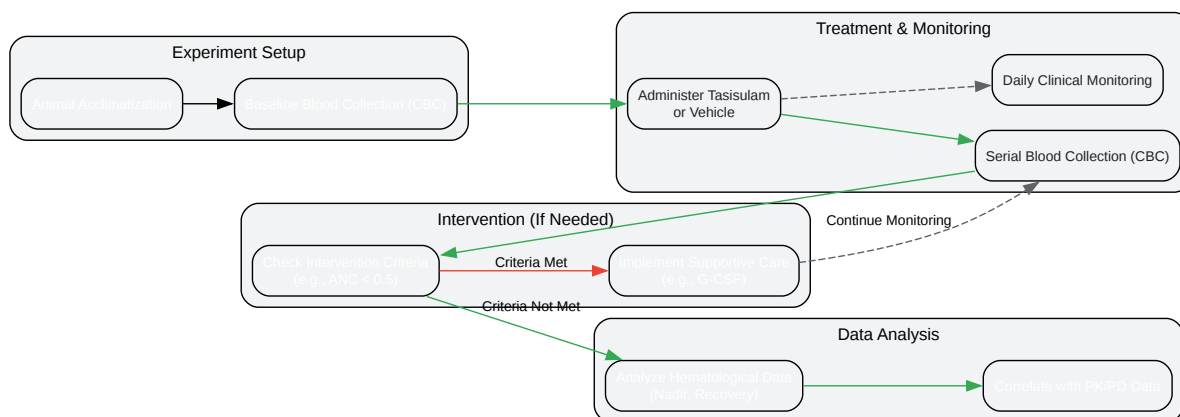 Experiment Setup
Animal Acclimatization
Baseline Blood Collection (CBC)
Treatment & Monitoring
Administer Tasisulam
or Vehicle
Daily Clinical Monitoring
Serial Blood Collection (CBC)
Intervention (If Needed)
Check Intervention Criteria
(e.g., ANC < 0.5)
Criteria Met
Implement Supportive Care
(e.g., G-CSF)
Continue Monitoring
Criteria Not Met
Data Analysis
Analyze Hematological Data
(Nadir, Recovery)
Correlate with PK/PD Data